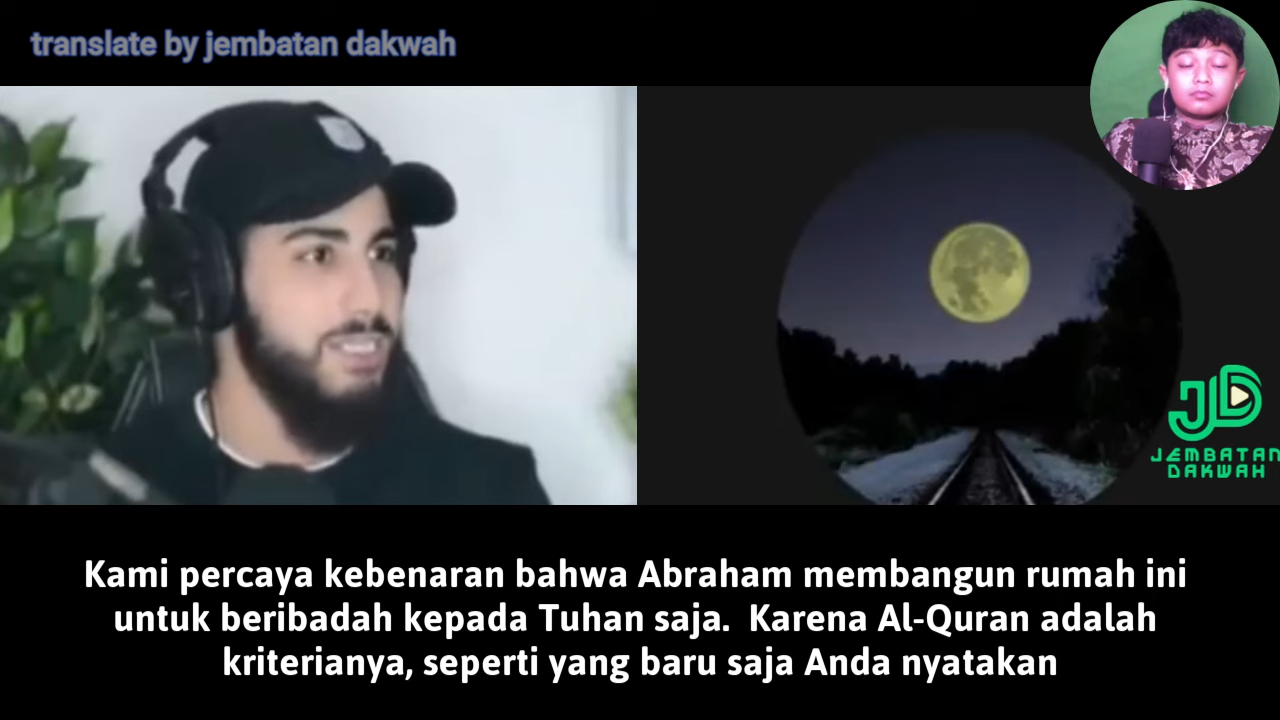 translate by jembatan dakwah
JD
JEMBATAN
DAKWAH
Kami percaya kebenaran bahwa Abraham membangun rumah ini
untuk beribadah kepada Tuhan saja. Karena Al-Quran adalah
kriterianya, seperti yang baru saja Anda nyatakan